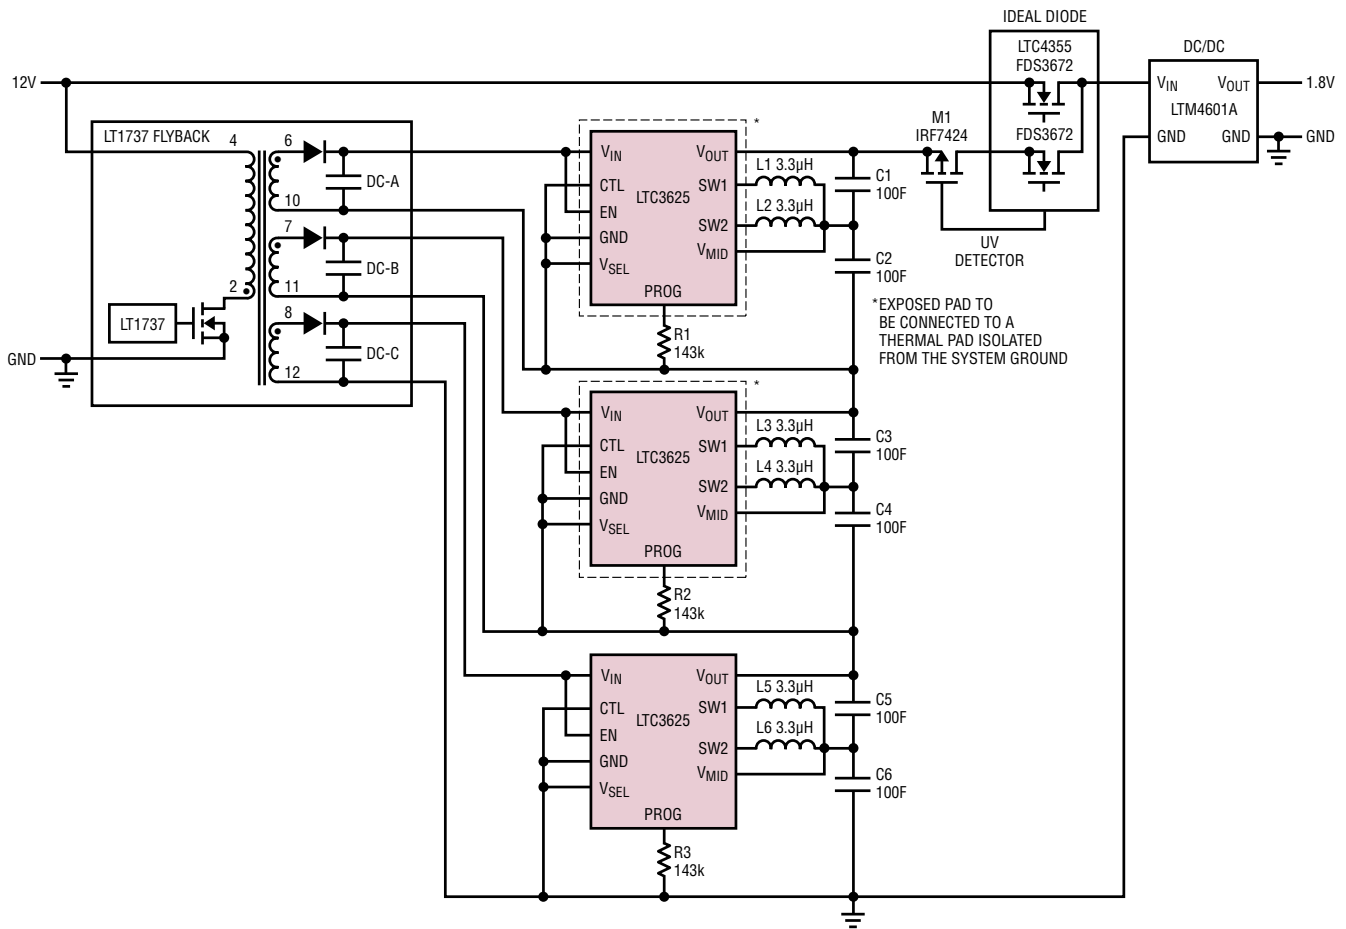 IDEAL DIODE
LTC4355
FDS3672
FDS3672
DC/DC
VIN
VOUT
LTM4601A
GND
GND
1.8V
GND
12V
LT1737 FLYBACK
4
2
6
10
7
11
8
12
DC-A
DC-B
DC-C
LT1737
GND
*
VIN
CTL
EN
GND
VSEL
LTC3625
VOUT
SW1
SW2
VMID
PROG
L1 3.3µH
L2 3.3µH
R1
143k
C1
100F
C2
100F
M1
IRF7424
UV
DETECTOR
*EXPOSED PAD TO
BE CONNECTED TO A
THERMAL PAD ISOLATED
FROM THE SYSTEM GROUND
*
VIN
CTL
EN
GND
VSEL
LTC3625
VOUT
SW1
SW2
VMID
PROG
L3 3.3µH
L4 3.3µH
R2
143k
C3
100F
C4
100F
VIN
CTL
EN
GND
VSEL
LTC3625
VOUT
SW1
SW2
VMID
PROG
L5 3.3µH
L6 3.3µH
R3
143k
C5
100F
C6
100F